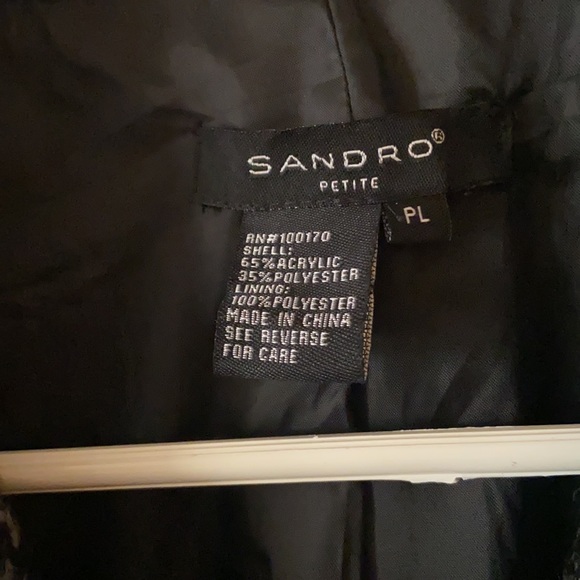 SANDRO®
PETITE
PL
RN#100170
SHELL:
65%ACRYLIC
35%POLYESTER
LINING:
100%POLYESTER
MADE IN CHINA
SEE REVERSE
FOR CARE